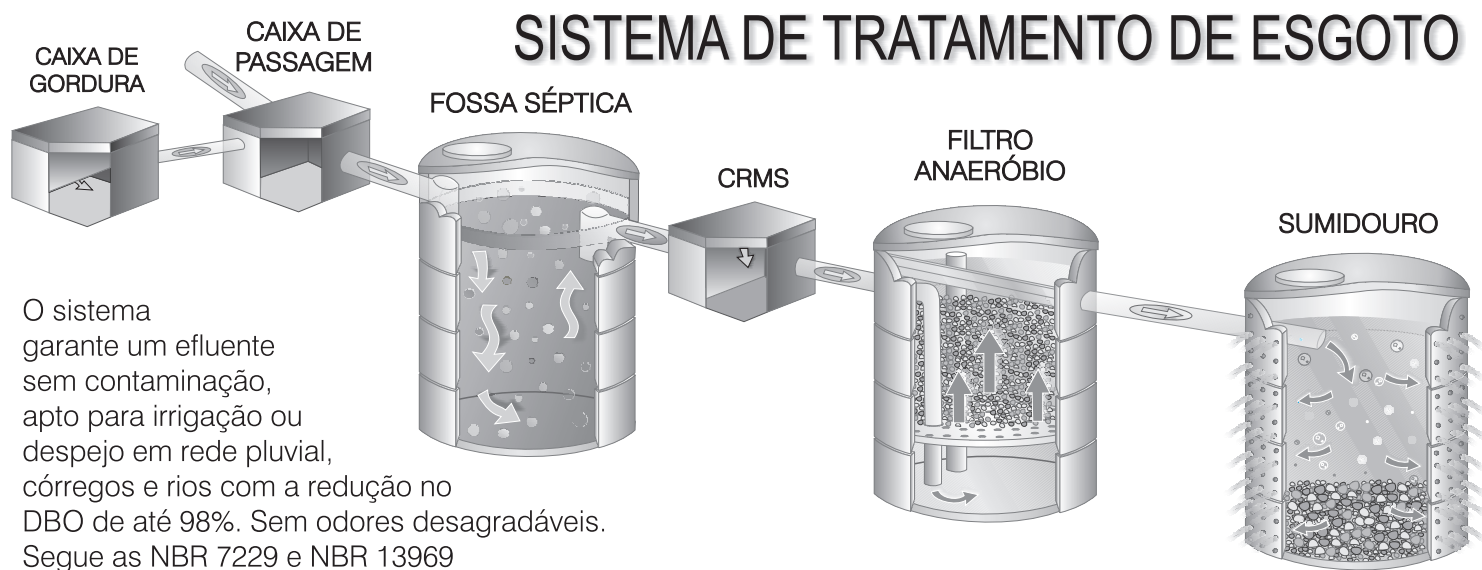 SISTEMA DE TRATAMENTO DE ESGOTO
CAIXA DE
GORDURA
CAIXA DE
PASSAGEM
FOSSA SÉPTICA
CRMS
FILTRO
ANAERÓBIO
SUMIDOURO
O sistema
garante um efluente
sem contaminação,
apto para irrigação ou
despejo em rede pluvial,
córregos e rios com a redução no
DBO de até 98%. Sem odores desagradáveis.
Segue as NBR 7229 e NBR 13969